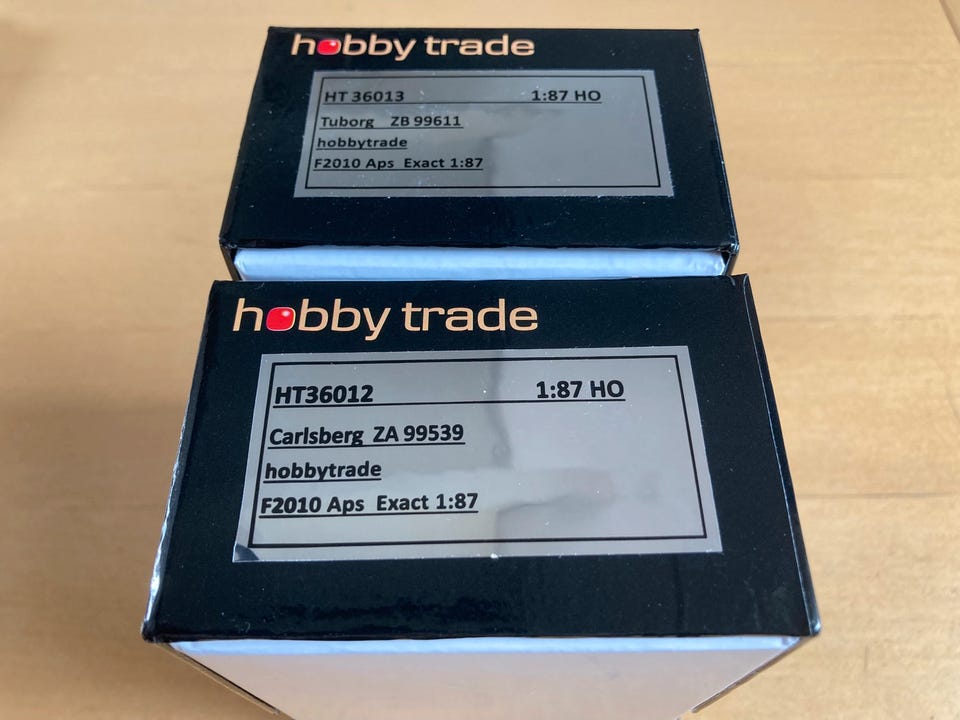 hobby trade
HT 36013 1:87 HO
Tuborg ZB 99611
hobbytrade
F2010 Aps Exact 1:87
hobby trade
HT36012 1:87 HO
Carlsberg ZA 99539
hobbytrade
F2010 Aps Exact 1:87